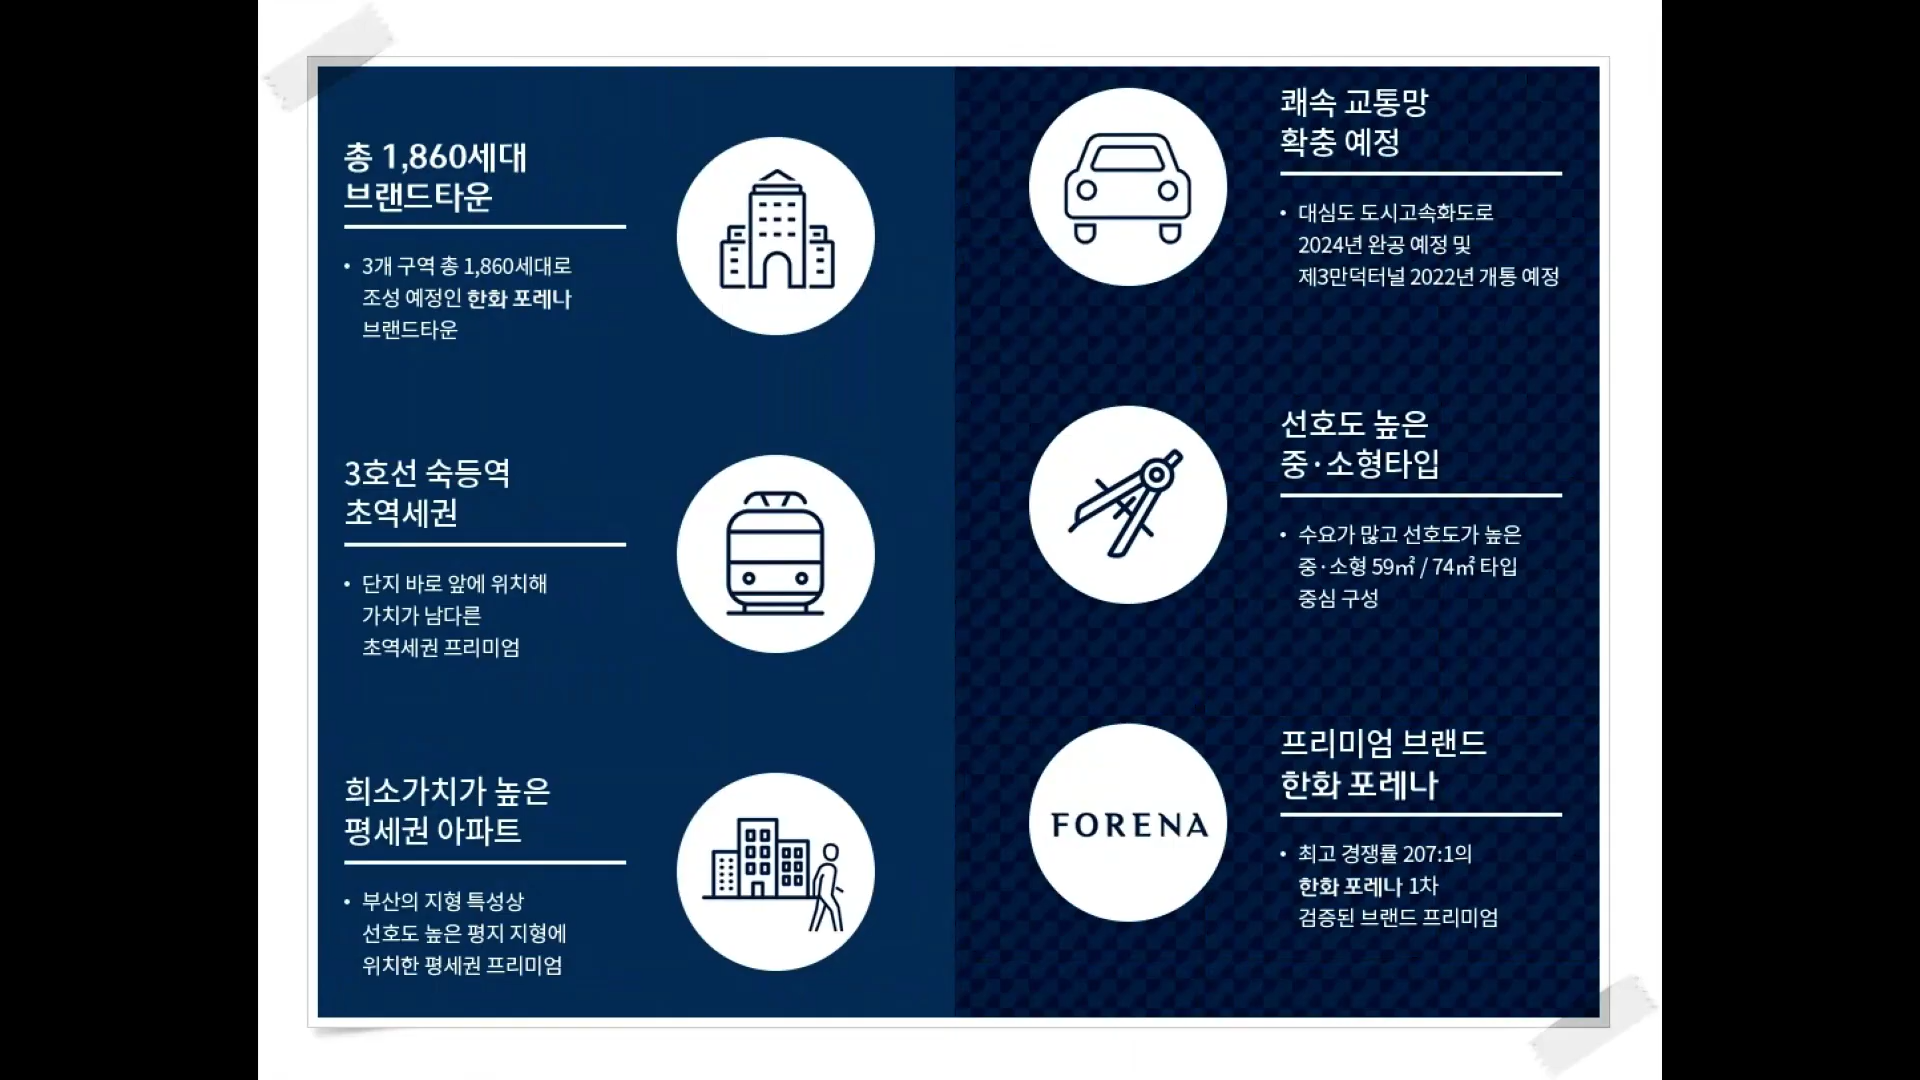 총 1,860세대
브랜드타운
• 3개 구역 총 1,860세대로
조성 예정인 한화 포레나
브랜드타운
3호선 숙등역
초역세권
• 단지 바로 앞에 위치해
가치가 남다른
초역세권 프리미엄
희소가치가 높은
평세권 아파트
• 부산의 지형 특성상
선호도 높은 평지 지형에
위치한 평세권 프리미엄
쾌속 교통망
확충 예정
• 대심도 도시고속화도로
2024년 완공 예정 및
제3만덕터널 2022년 개통 예정
선호도 높은
중·소형타입
• 수요가 많고 선호도가 높은
중·소형 59㎡ / 74㎡ 타입
중심 구성
FORENA
프리미엄 브랜드
한화 포레나
• 최고 경쟁률 207:1의
한화 포레나 1차
검증된 브랜드 프리미엄